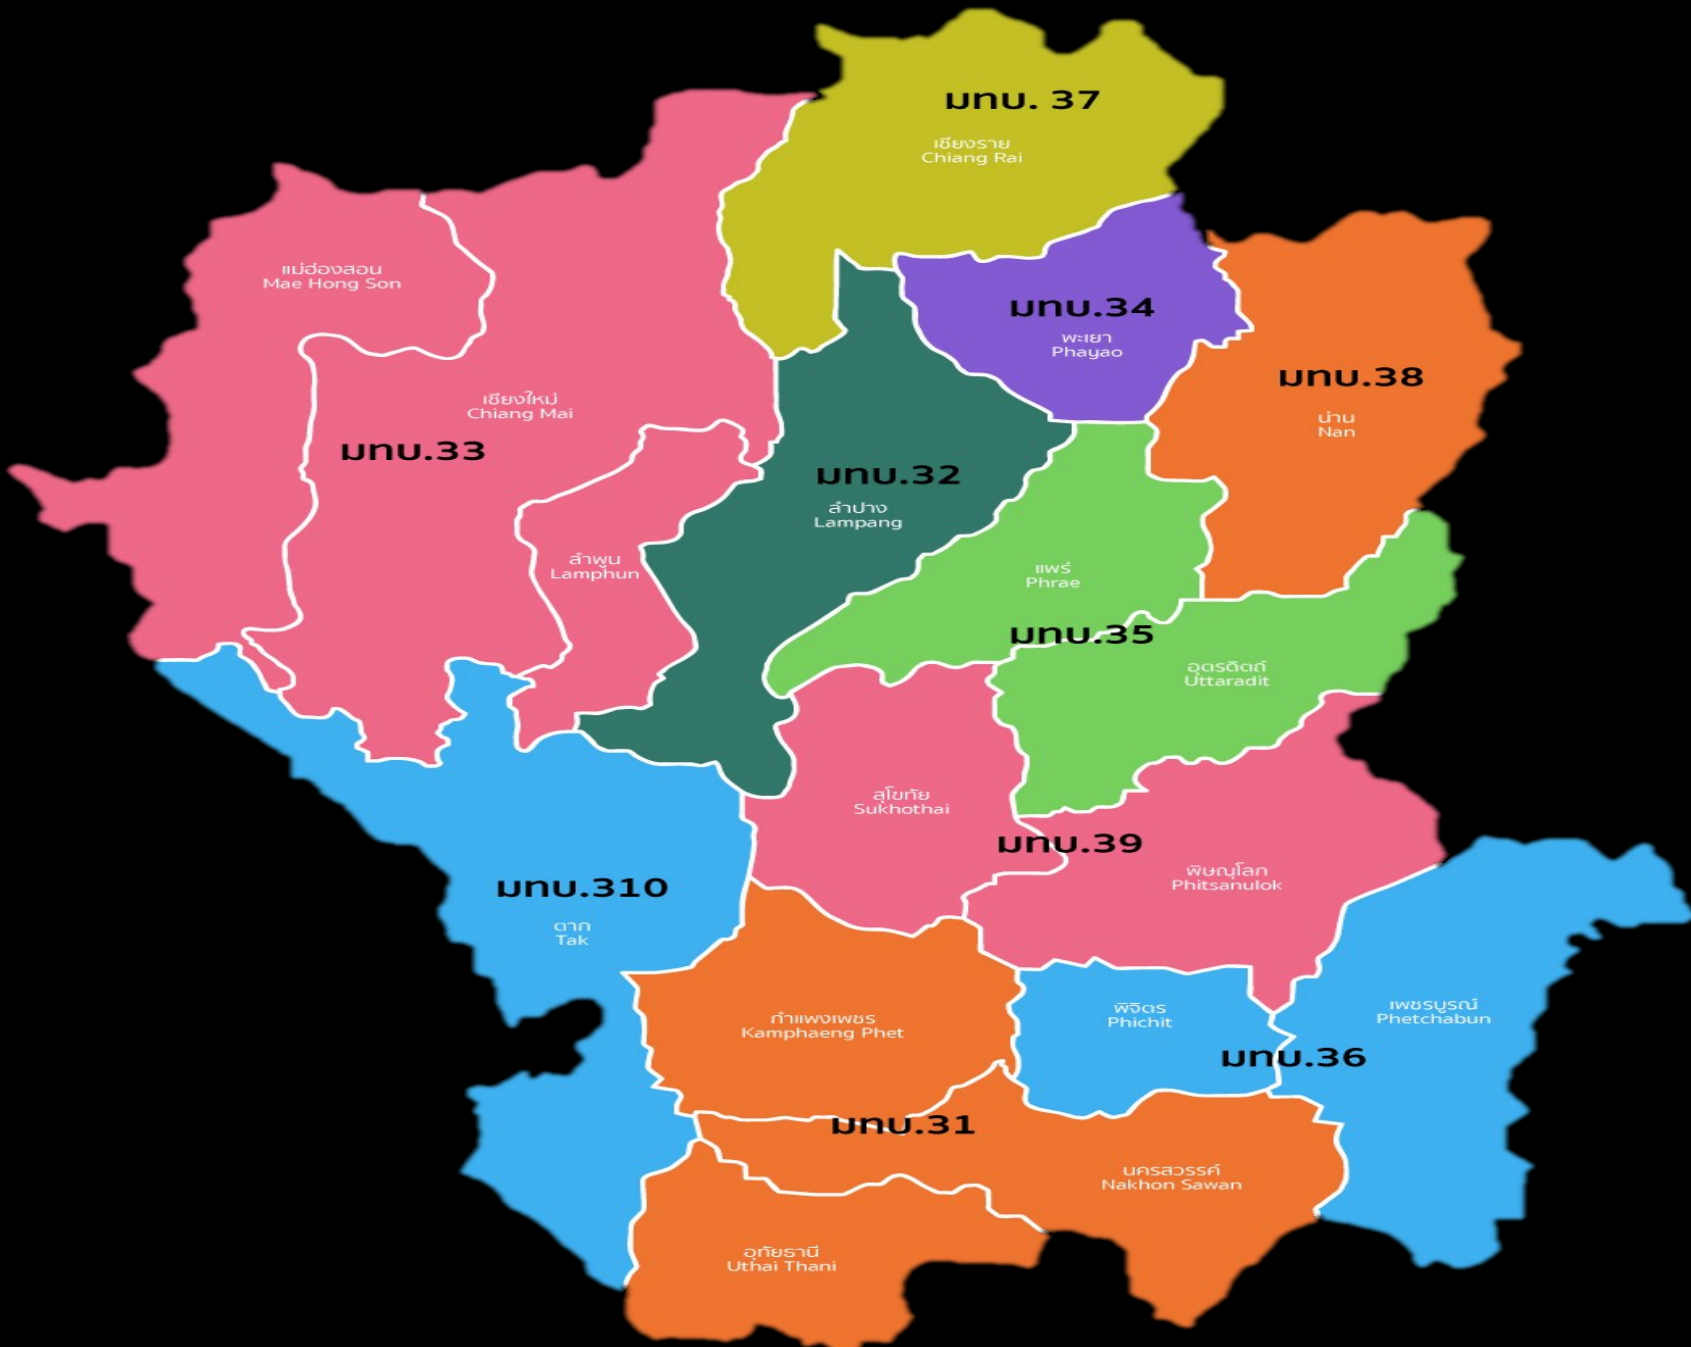 มทบ. 37
เชียงราย
Chiang Rai
แม่ฮ่องสอน
Mae Hong Son
มทบ.34
พะเยา
Phayao
มทบ.38
น่าน
Nan
เชียงใหม่
Chiang Mai
มทบ.33
มทบ.32
ลำปาง
Lampang
ลำพูน
Lamphun
แพร่
Phrae
มทบ.35
อุตรดิตถ์
Uttaradit
สุโขทัย
Sukhothai
มทบ.39
พิษณุโลก
Phitsanulok
มทบ.310
ตาก
Tak
กำแพงเพชร
Kamphaeng Phet
พิจิตร
Phichit
เพชรบูรณ์
Phetchabun
มทบ.36
มทบ.31
นครสวรรค์
Nakhon Sawan
อุทัยธานี
Uthai Thani